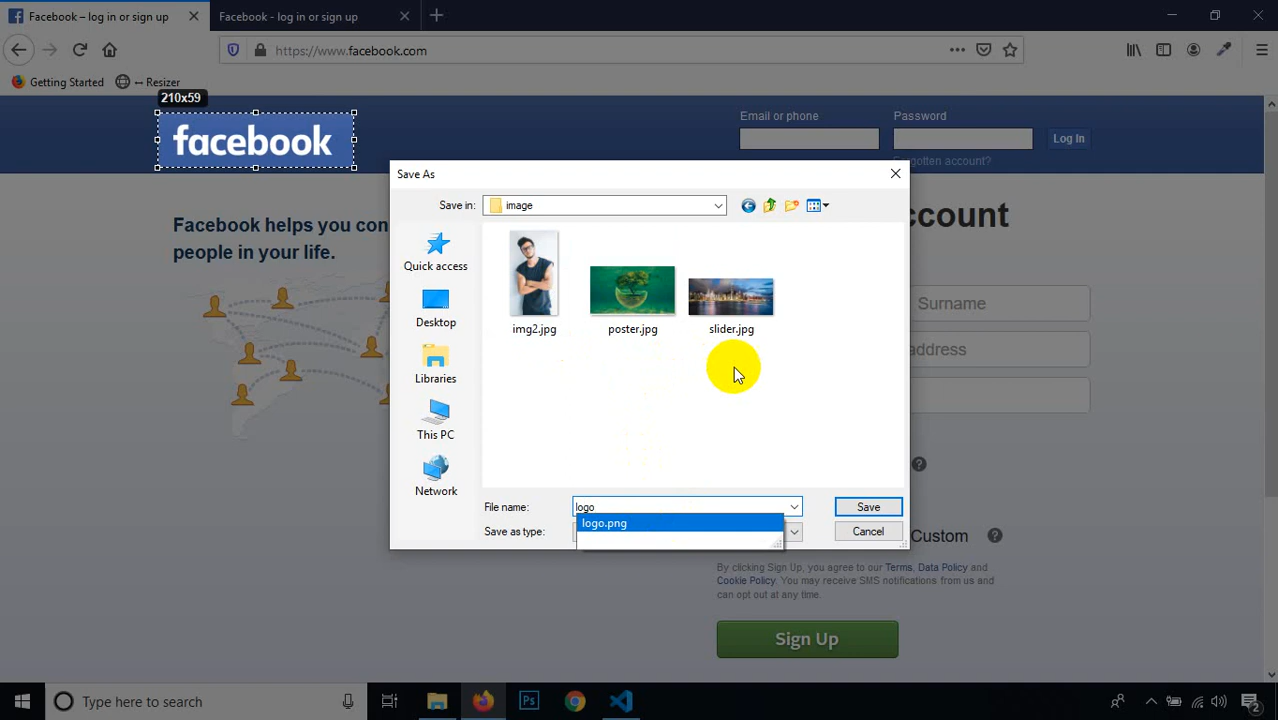 Facebook – log in or sign up
Facebook - log in or sign up
https://www.facebook.com
Getting Started
↔ Resizer
210x59
facebook
Email or phone
Password
Log In
Forgotten account?
Facebook helps you con
people in your life.
ccount
Surname
address
Custom
By clicking Sign Up, you agree to our Terms, Data Policy and
Cookie Policy. You may receive SMS notifications from us and
can opt out at any time.
Sign Up
Save As
Save in:
image
Quick access
Desktop
Libraries
This PC
Network
img2.jpg
poster.jpg
slider.jpg
File name:
logo
Save
logo.png
Save as type:
Cancel
Type here to search
Ps
2